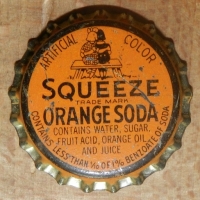 ARTIFICIAL COLOR
SQUEEZE
TRADE MARK
ORANGE SODA
CONTAINS WATER, SUGAR,
FRUIT ACID, ORANGE OIL
AND JUICE
CONTAINS LESS THAN 1/10 OF 1% BENZOATE OF SODA